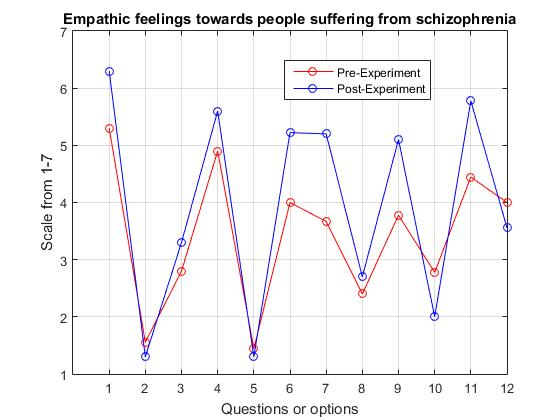 Empathic feelings towards people suffering from schizophrenia
7
6
5
4
3
2
1
Scale from 1-7
Pre-Experiment
Post-Experiment
1 2 3 4 5 6 7 8 9 10 11 12
Questions or options